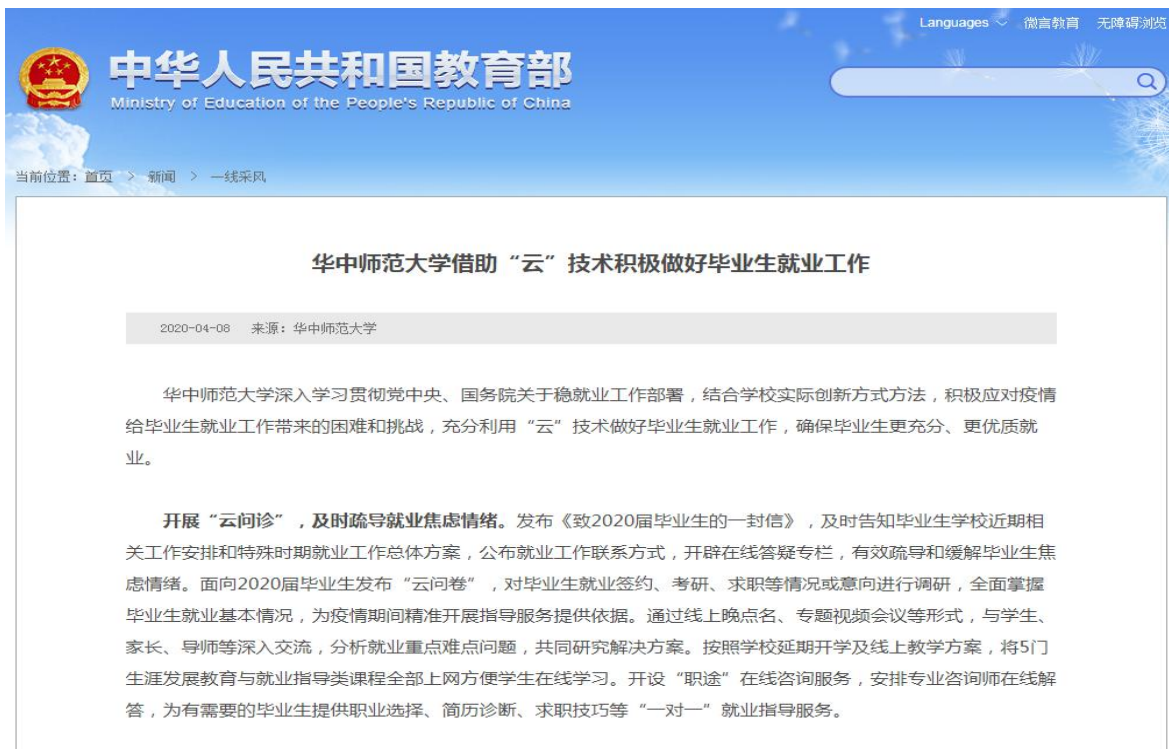 Languages 微言教育 无障碍浏览
中华人民共和国教育部
Ministry of Education of the People's Republic of China
当前位置：首页 > 新闻 > 一线采风
华中师范大学借助“云”技术积极做好毕业生就业工作
2020-04-08 来源：华中师范大学
华中师范大学深入学习贯彻党中央、国务院关于稳就业工作部署，结合学校实际创新方式方法，积极应对疫情
给毕业生就业工作带来的困难和挑战，充分利用“云”技术做好毕业生就业工作，确保毕业生更充分、更优质就
业。
开展“云问诊”，及时疏导就业焦虑情绪。发布《致2020届毕业生的一封信》，及时告知毕业生学校近期相
关工作安排和特殊时期就业工作总体方案，公布就业工作联系方式，开辟在线答疑专栏，有效疏导和缓解毕业生焦
虑情绪。面向2020届毕业生发布“云问卷”，对毕业生就业签约、考研、求职等情况或意向进行调研，全面掌握
毕业生就业基本情况，为疫情期间精准开展指导服务提供依据。通过线上晚点名、专题视频会议等形式，与学生、
家长、导师等深入交流，分析就业重点难点问题，共同研究解决方案。按照学校延期开学及线上教学方案，将5门
生涯发展教育与就业指导类课程全部上网方便学生在线学习。开设“职途”在线咨询服务，安排专业咨询师在线解
答，为有需要的毕业生提供职业选择、简历诊断、求职技巧等“一对一”就业指导服务。